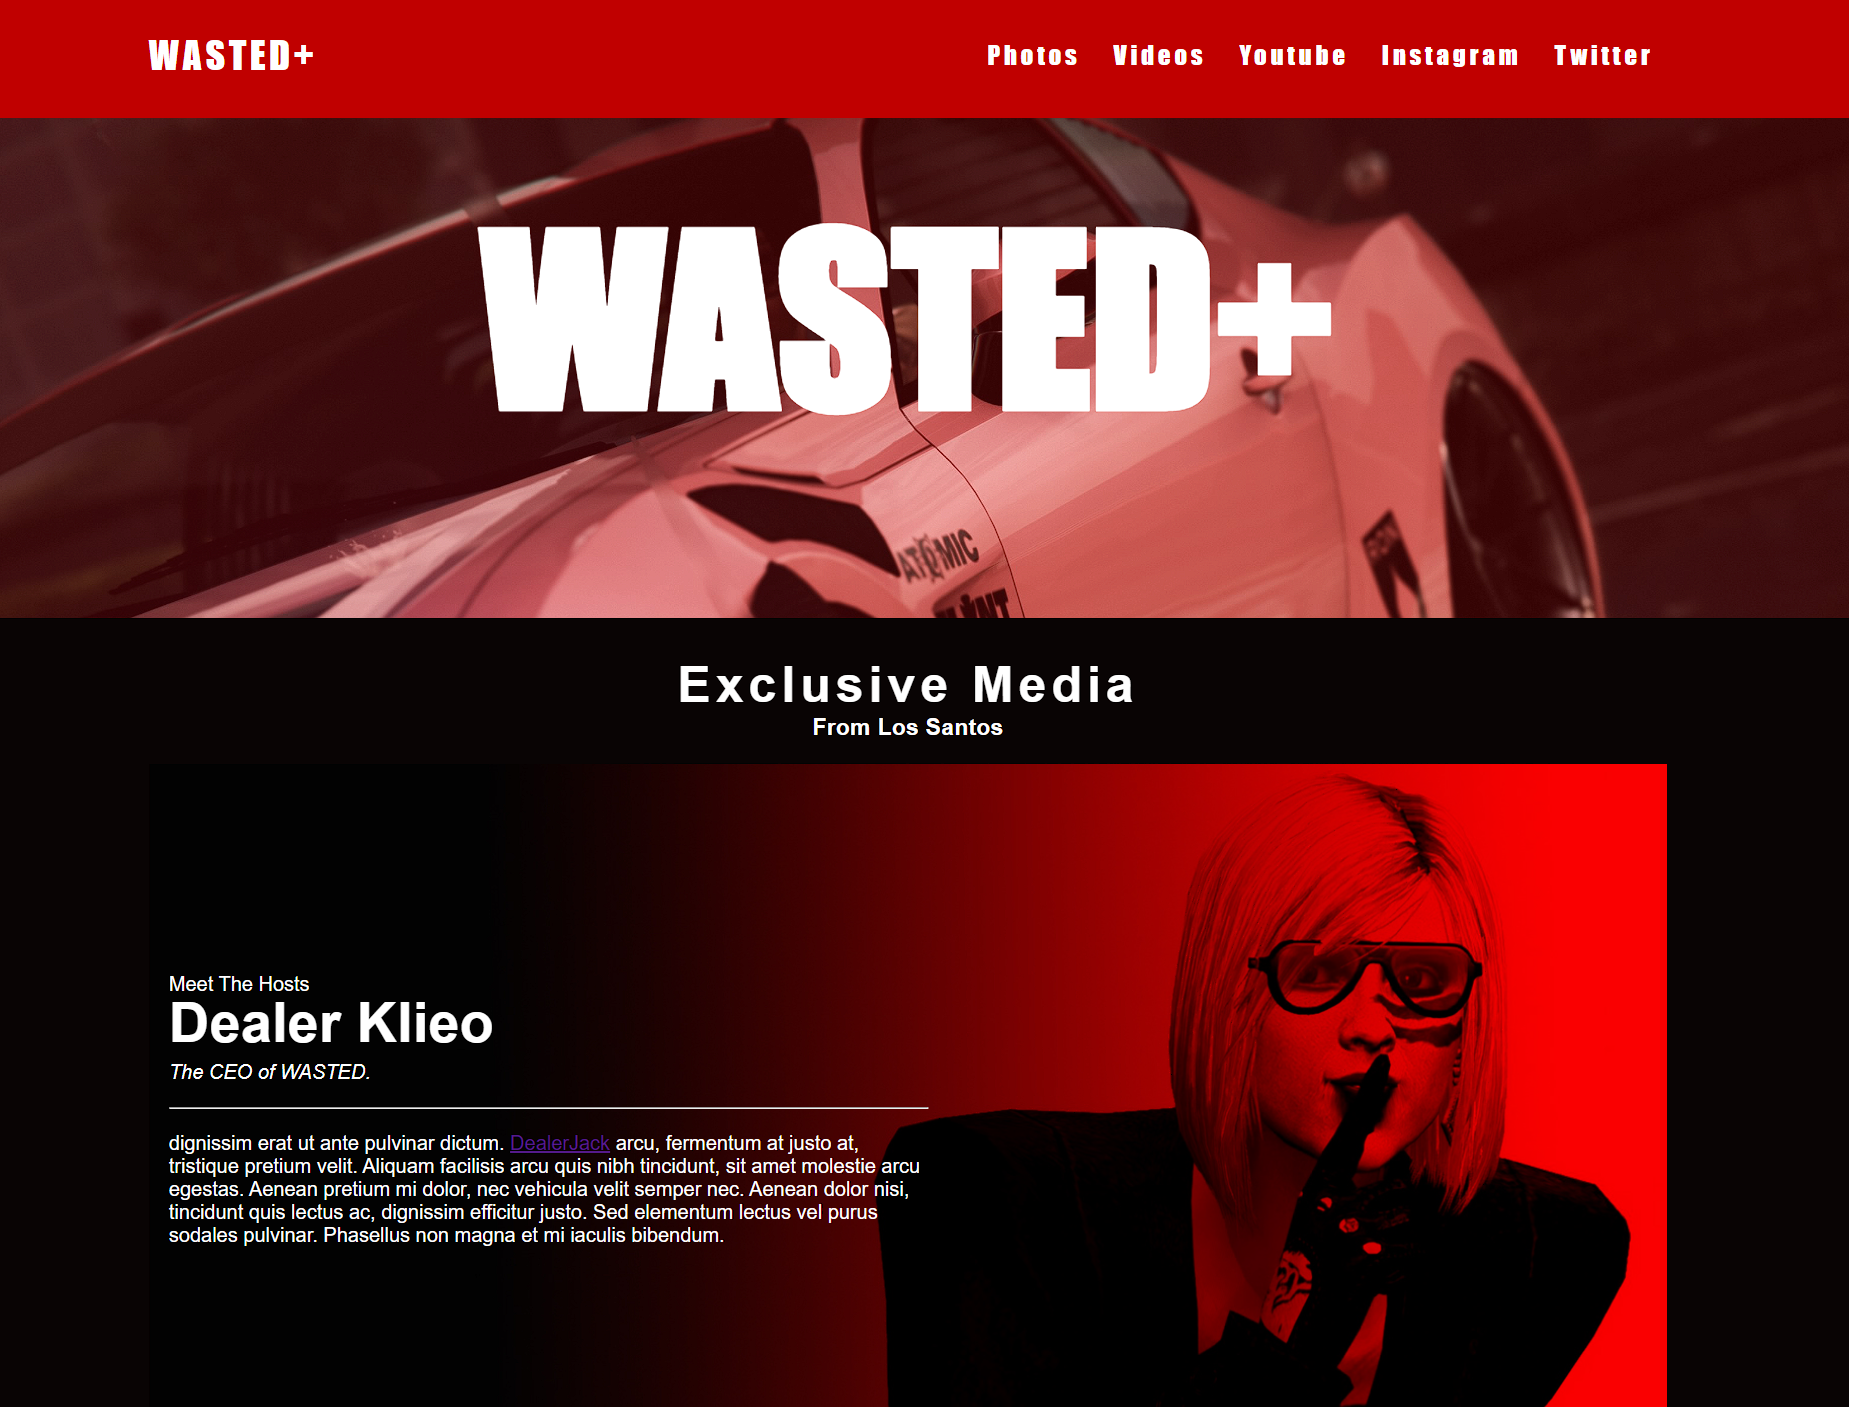 WASTED+
Photos Videos Youtube Instagram Twitter
WASTED+
ATOMIC
Exclusive Media
From Los Santos
Meet The Hosts
Dealer Klieo
The CEO of WASTED.
dignissim erat ut ante pulvinar dictum. DealerJack arcu, fermentum at justo at,
tristique pretium velit. Aliquam facilisis arcu quis nibh tincidunt, sit amet molestie arcu
egestas. Aenean pretium mi dolor, nec vehicula velit semper nec. Aenean dolor nisi,
tincidunt quis lectus ac, dignissim efficitur justo. Sed elementum lectus vel purus
sodales pulvinar. Phasellus non magna et mi iaculis bibendum.